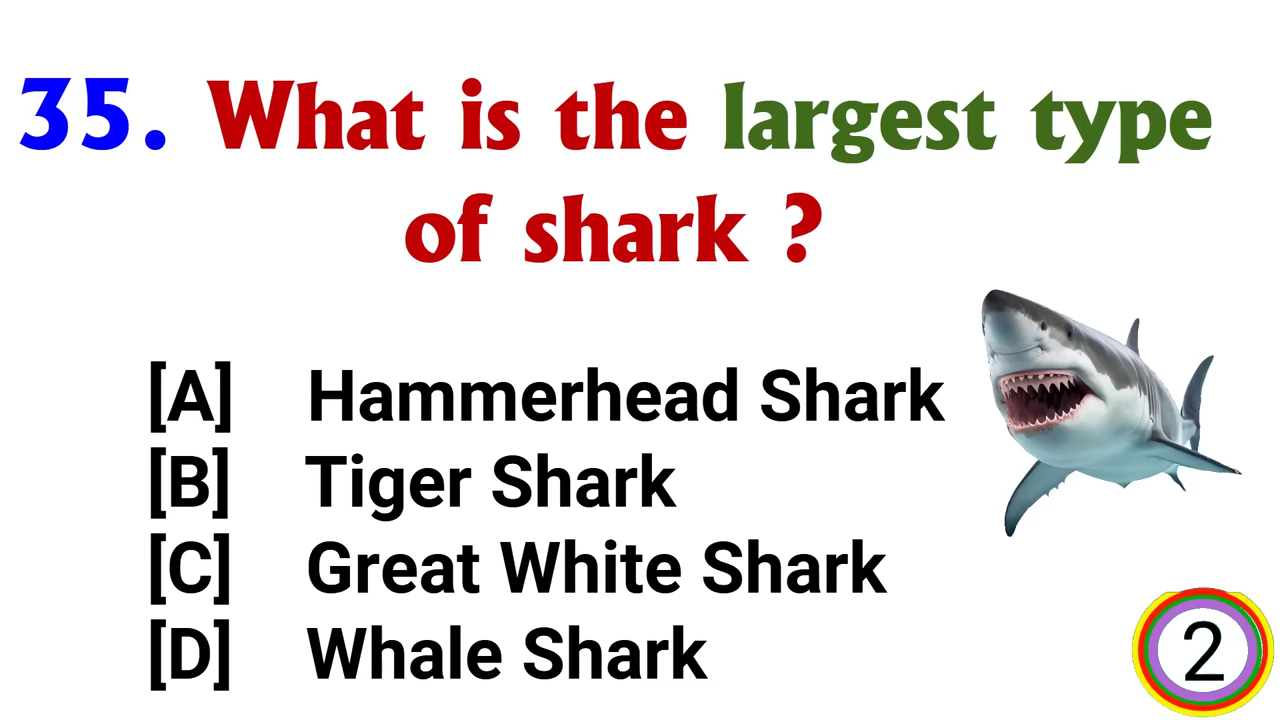 35. What is the largest type
of shark ?
[A] Hammerhead Shark
[B] Tiger Shark
[C] Great White Shark
[D] Whale Shark
2